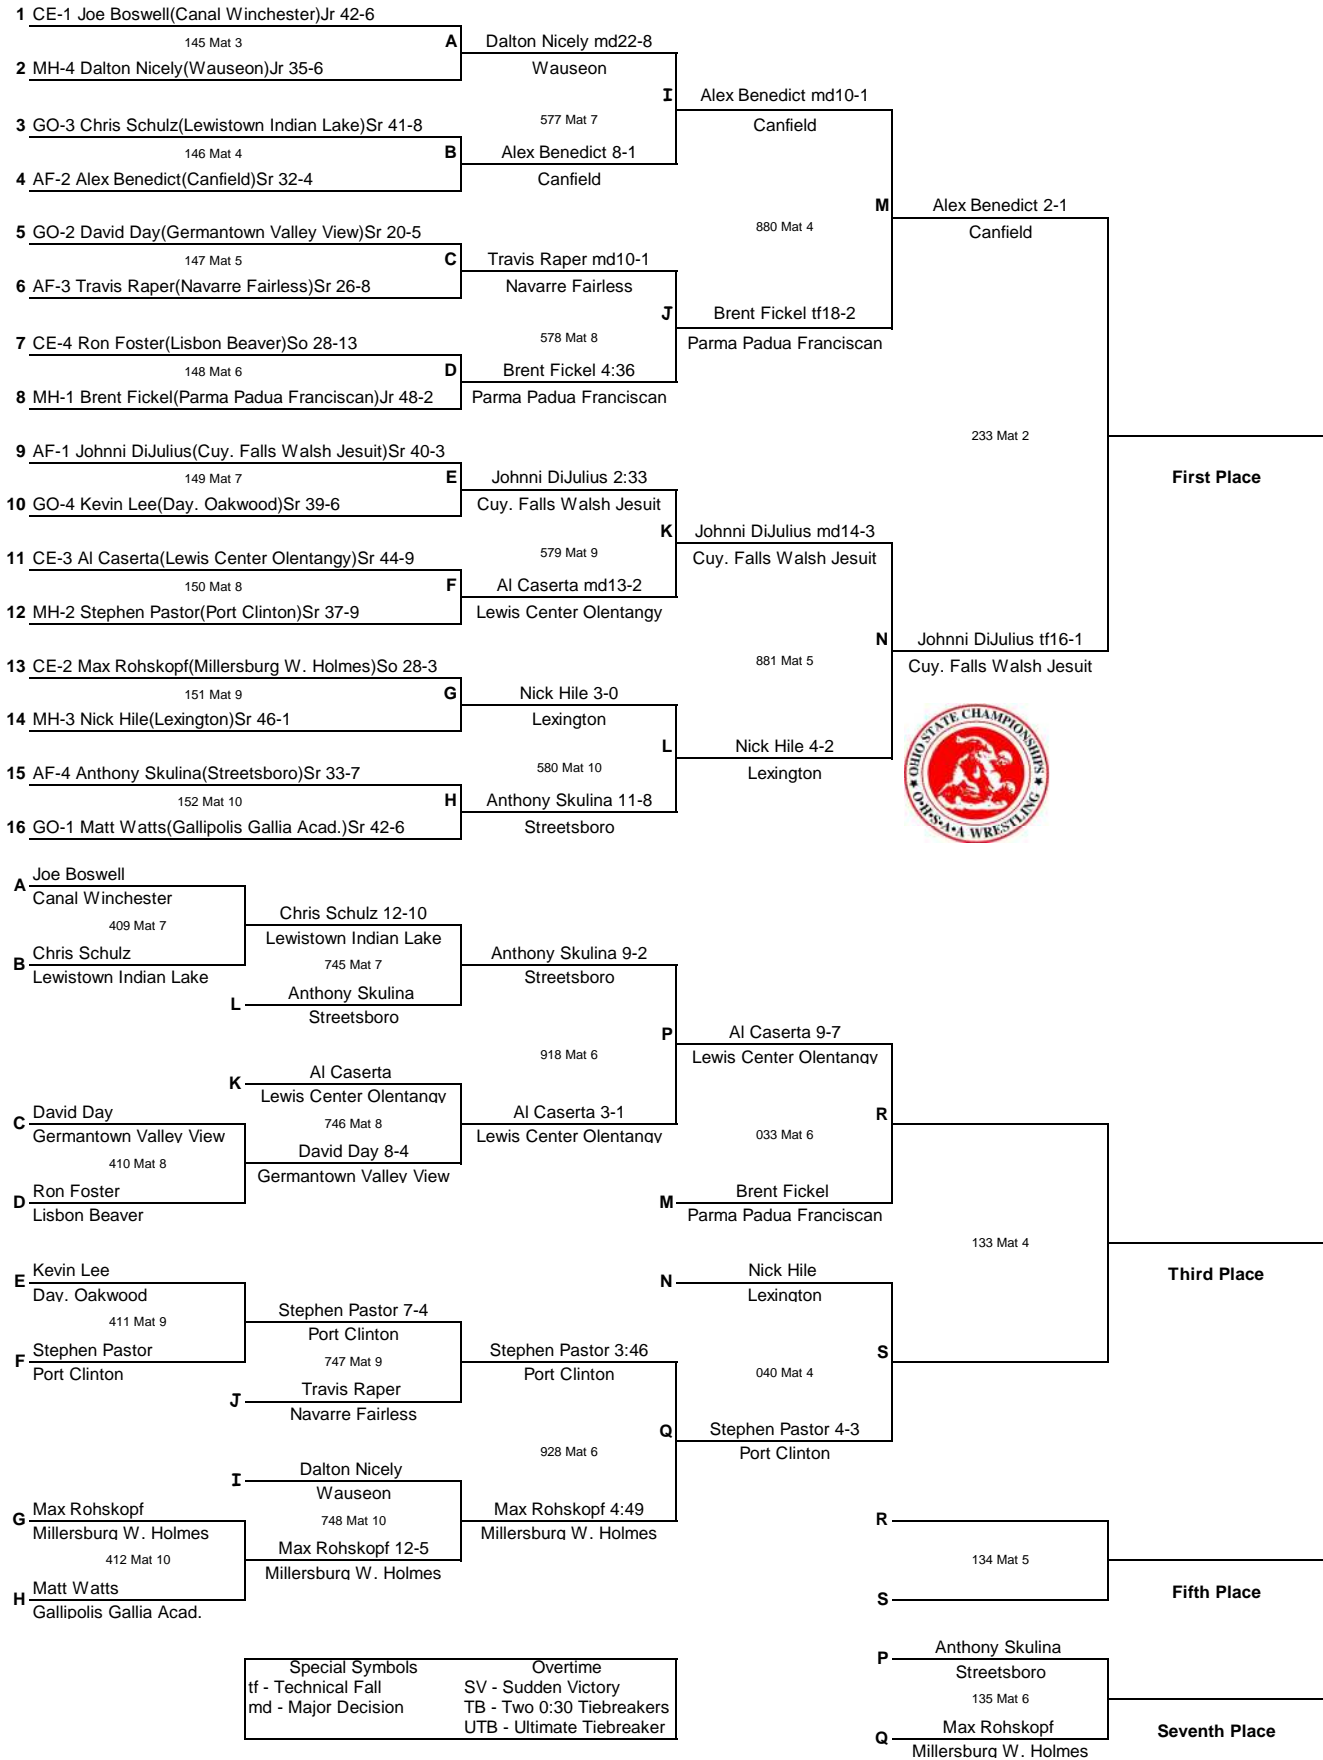 1 CE-1 Joe Boswell(Canal Winchester)Jr 42-6
145 Mat 3
A
2 MH-4 Dalton Nicely(Wauseon)Jr 35-6
Dalton Nicely md22-8
Wauseon
I
577 Mat 7
3 GO-3 Chris Schulz(Lewistown Indian Lake)Sr 41-8
146 Mat 4
B
4 AF-2 Alex Benedict(Canfield)Sr 32-4
Alex Benedict 8-1
Canfield
Alex Benedict md10-1
Canfield
M
880 Mat 4
5 GO-2 David Day(Germantown Valley View)Sr 20-5
147 Mat 5
C
6 AF-3 Travis Raper(Navarre Fairless)Sr 26-8
Travis Raper md10-1
Navarre Fairless
J
578 Mat 8
7 CE-4 Ron Foster(Lisbon Beaver)So 28-13
148 Mat 6
D
8 MH-1 Brent Fickel(Parma Padua Franciscan)Jr 48-2
Brent Fickel 4:36
Parma Padua Franciscan
Brent Fickel tf18-2
Parma Padua Franciscan
Alex Benedict 2-1
Canfield
233 Mat 2
First Place
9 AF-1 Johnni DiJulius(Cuy. Falls Walsh Jesuit)Sr 40-3
149 Mat 7
E
10 GO-4 Kevin Lee(Day. Oakwood)Sr 39-6
Johnni DiJulius 2:33
Cuy. Falls Walsh Jesuit
K
579 Mat 9
11 CE-3 Al Caserta(Lewis Center Olentangy)Sr 44-9
150 Mat 8
F
12 MH-2 Stephen Pastor(Port Clinton)Sr 37-9
Al Caserta md13-2
Lewis Center Olentangy
Johnni DiJulius md14-3
Cuy. Falls Walsh Jesuit
N
881 Mat 5
13 CE-2 Max Rohskopf(Millersburg W. Holmes)So 28-3
151 Mat 9
G
14 MH-3 Nick Hile(Lexington)Sr 46-1
Nick Hile 3-0
Lexington
L
580 Mat 10
15 AF-4 Anthony Skulina(Streetsboro)Sr 33-7
152 Mat 10
H
16 GO-1 Matt Watts(Gallipolis Gallia Acad.)Sr 42-6
Anthony Skulina 11-8
Streetsboro
Nick Hile 4-2
Lexington
Johnni DiJulius tf16-1
Cuy. Falls Walsh Jesuit
OHIO STATE CHAMPIONSHIPS
O·H·S·A·A WRESTLING
A Joe Boswell
Canal Winchester
409 Mat 7
B Chris Schulz
Lewistown Indian Lake
Chris Schulz 12-10
Lewistown Indian Lake
745 Mat 7
L Anthony Skulina
Streetsboro
Anthony Skulina 9-2
Streetsboro
P
918 Mat 6
K Al Caserta
Lewis Center Olentangy
746 Mat 8
C David Day
Germantown Valley View
410 Mat 8
D Ron Foster
Lisbon Beaver
David Day 8-4
Germantown Valley View
Al Caserta 3-1
Lewis Center Olentangy
Al Caserta 9-7
Lewis Center Olentangy
R
033 Mat 6
M Brent Fickel
Parma Padua Franciscan
133 Mat 4
Third Place
E Kevin Lee
Day. Oakwood
411 Mat 9
F Stephen Pastor
Port Clinton
Stephen Pastor 7-4
Port Clinton
747 Mat 9
J Travis Raper
Navarre Fairless
Stephen Pastor 3:46
Port Clinton
Q
928 Mat 6
N Nick Hile
Lexington
S
040 Mat 4
Stephen Pastor 4-3
Port Clinton
I Dalton Nicely
Wauseon
748 Mat 10
G Max Rohskopf
Millersburg W. Holmes
412 Mat 10
H Matt Watts
Gallipolis Gallia Acad.
Max Rohskopf 12-5
Millersburg W. Holmes
Max Rohskopf 4:49
Millersburg W. Holmes
R
134 Mat 5
S
Fifth Place
P Anthony Skulina
Streetsboro
135 Mat 6
Q Max Rohskopf
Millersburg W. Holmes
Seventh Place
Special Symbols
tf - Technical Fall
md - Major Decision
Overtime
SV - Sudden Victory
TB - Two 0:30 Tiebreakers
UTB - Ultimate Tiebreaker